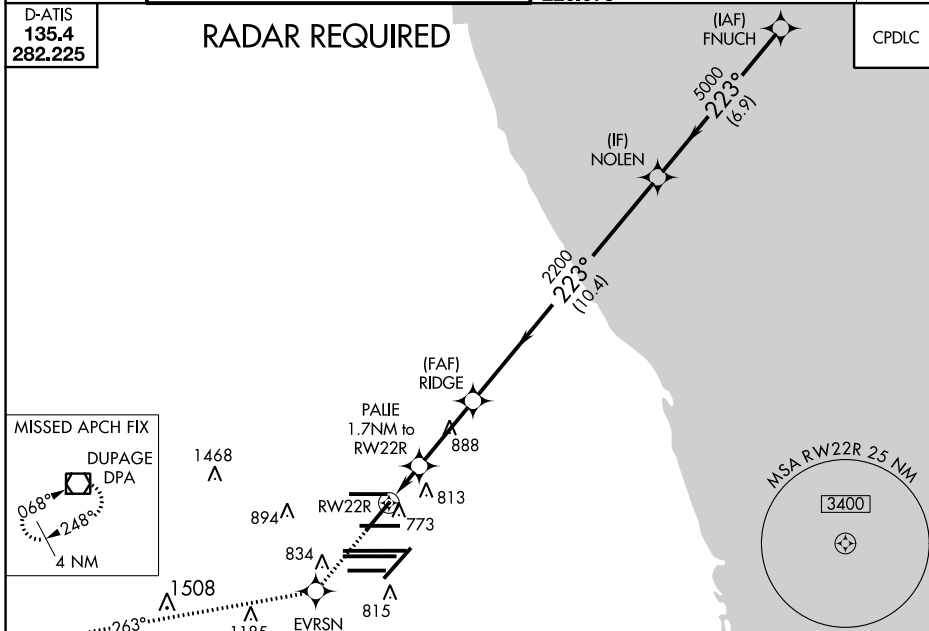 D-ATIS
135.4
282.225
RADAR REQUIRED
(IAF)
FNUCH
CPDLC
5000
223°
(6.9)
(IF)
NOLEN
2200
223°
(10.4)
(FAF)
RIDGE
PALIE
1.7NM to
RW22R
888
MISSED APCH FIX
DUPAGE
DPA
068°
248°
4 NM
1468
894
RW22R
813
773
834
815
1508
263°
EVRSN
MSA RW22R 25 NM
3400